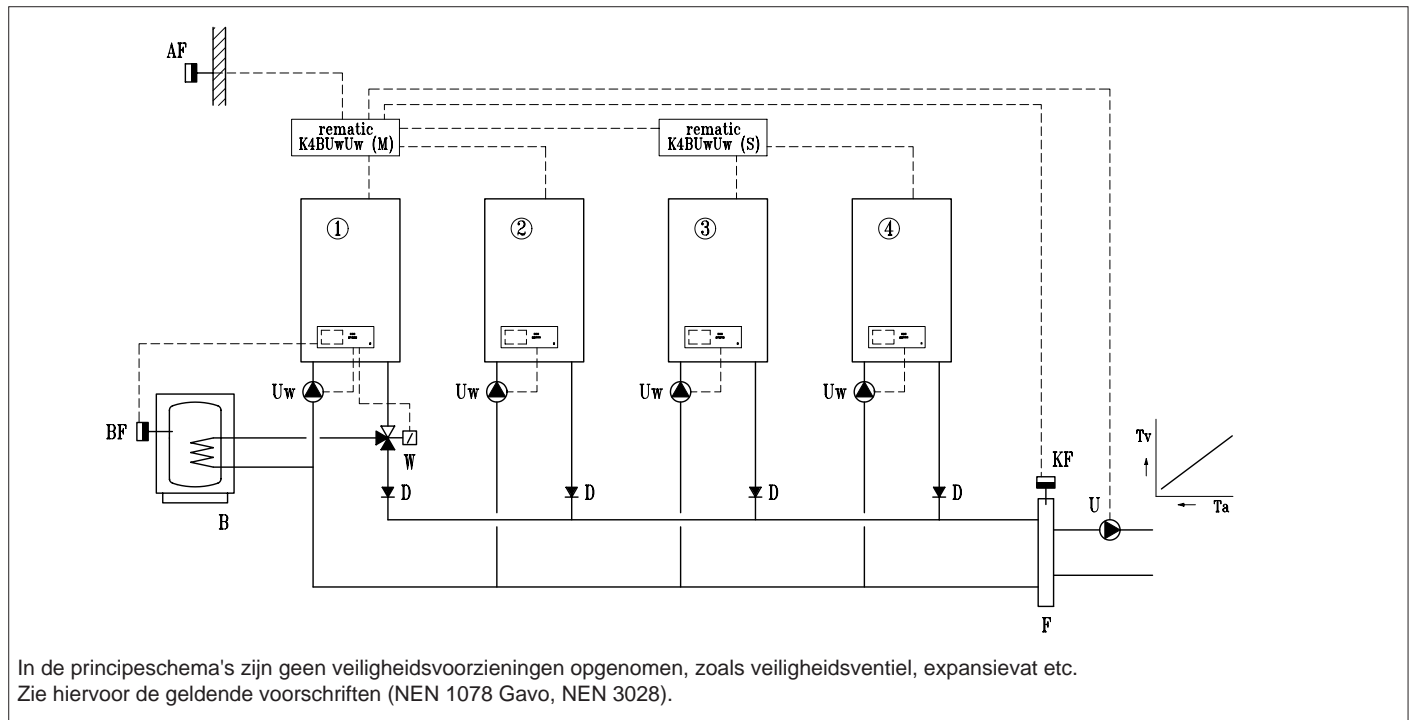 AF
rematic
K4BUwUw (M)
rematic
K4BUwUw (S)
①
②
③
④
Uw
Uw
Uw
Uw
BF
W
KF
Tv
Ta
D
D
D
D
U
B
F
In de principeschema's zijn geen veiligheidsvoorzieningen opgenomen, zoals veiligheidsventiel, expansievat etc.
Zie hiervoor de geldende voorschriften (NEN 1078 Gavo, NEN 3028).